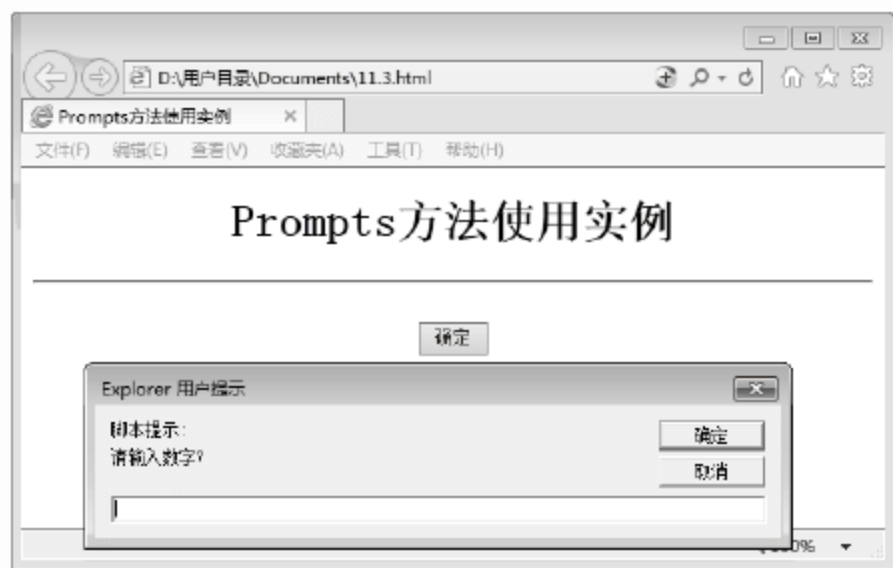 D:\用户目录\Documents\11.3.html
Prompts方法使用实例
文件(F) 编辑(E) 查看(V) 收藏夹(A) 工具(T) 帮助(H)
Prompts方法使用实例
确定
Explorer 用户提示
脚本提示:
请输入数字?
确定
取消